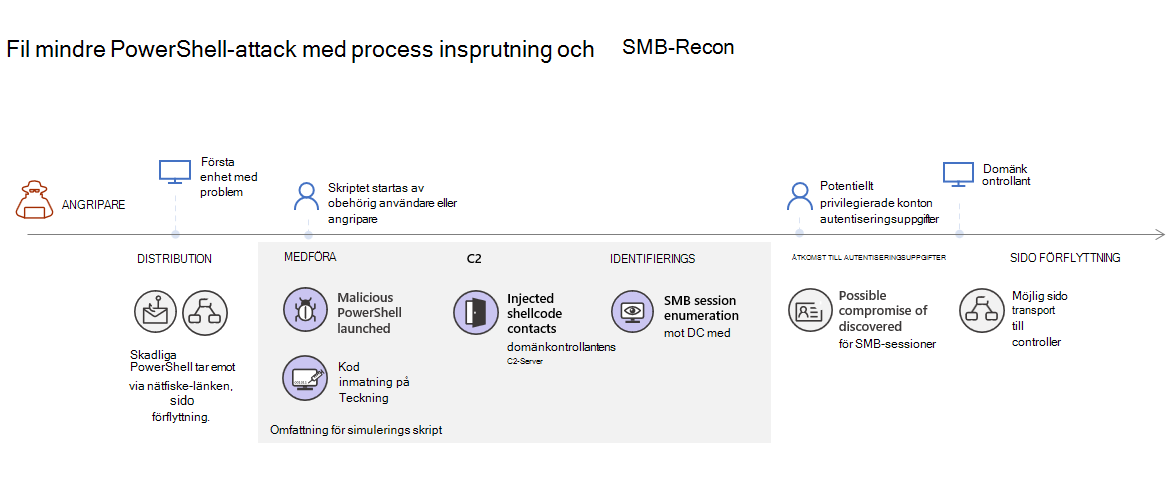 Fil mindre PowerShell-attack med process insprutning och SMB-Recon
Första
enhet med
problem
Domänk
ontrollant
ANGRIPARE
Skriptet startas av
obehörig användare eller
angripare
Potentiellt
privilegierade konton
autentiseringsuppgifter
DISTRIBUTION
MEDFÖRA
C2
IDENTIFIERINGS
ÅTKOMST TILL AUTENTISERINGSUPPGIFTER
SIDO FÖRFLYTTNING
Skadliga
PowerShell tar emot
via nätfiske-länken,
sido
förflyttning.
Malicious
PowerShell
launched
Kod
inmatning på
Teckning
Omfattning för simulerings skript
Injected
shellcode
contacts
domänkontrollantens
C2-Server
SMB session
enumeration
mot DC med
Possible
compromise of
discovered
för SMB-sessioner
Möjlig sido
transport
till
controller